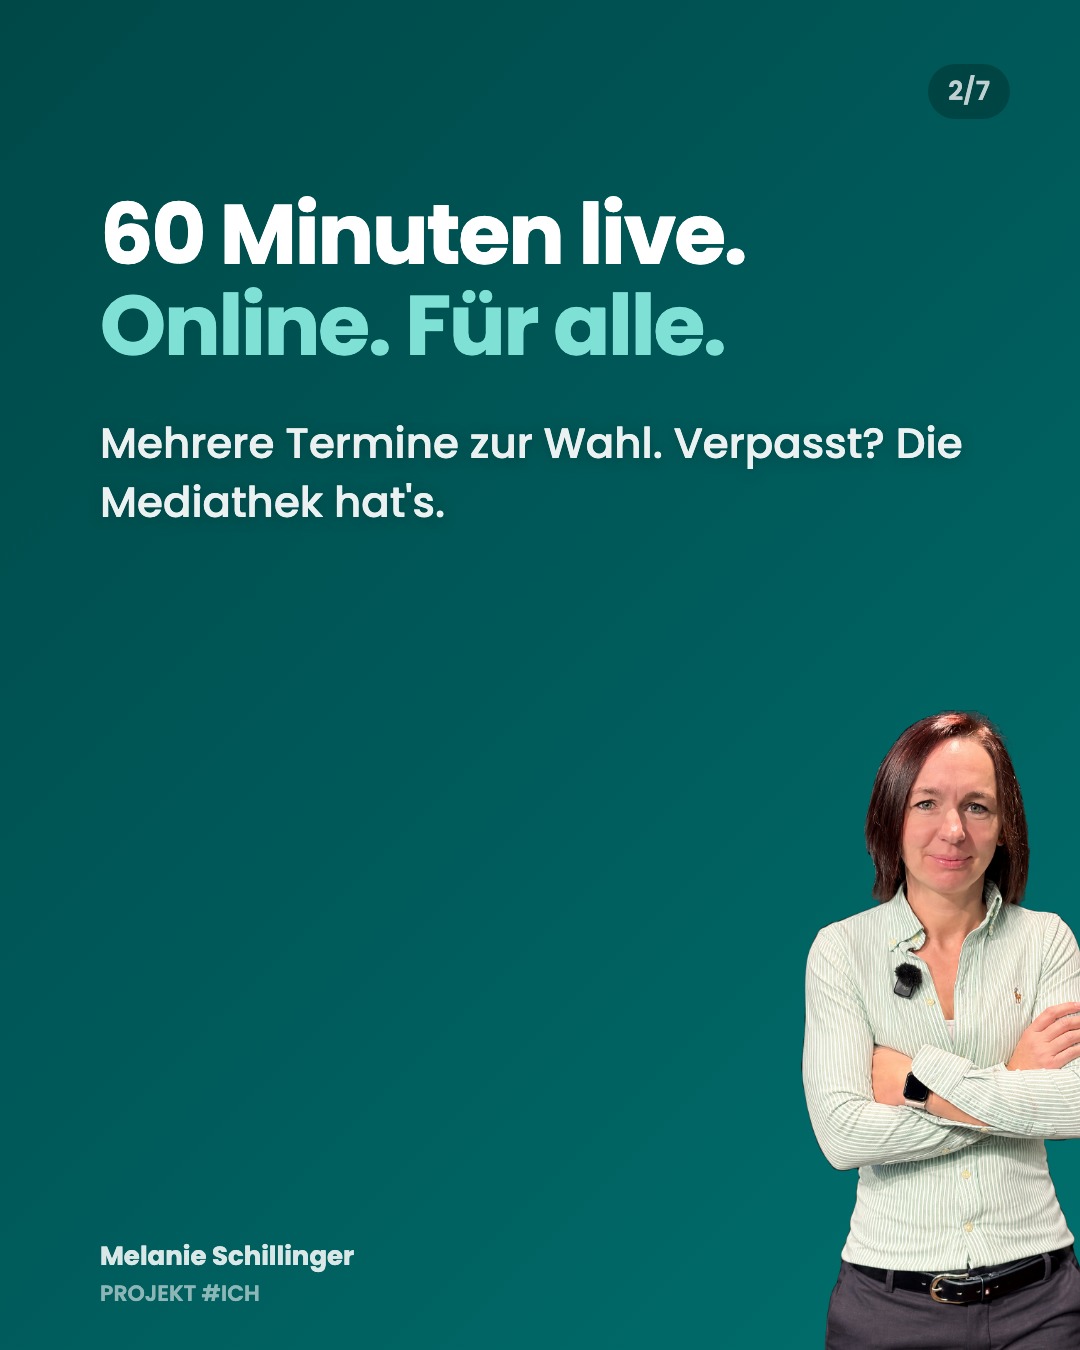 2/7
60 Minuten live.
Online. Für alle.
Mehrere Termine zur Wahl. Verpasst? Die
Mediathek hat's.
Melanie Schillinger
PROJEKT #ICH